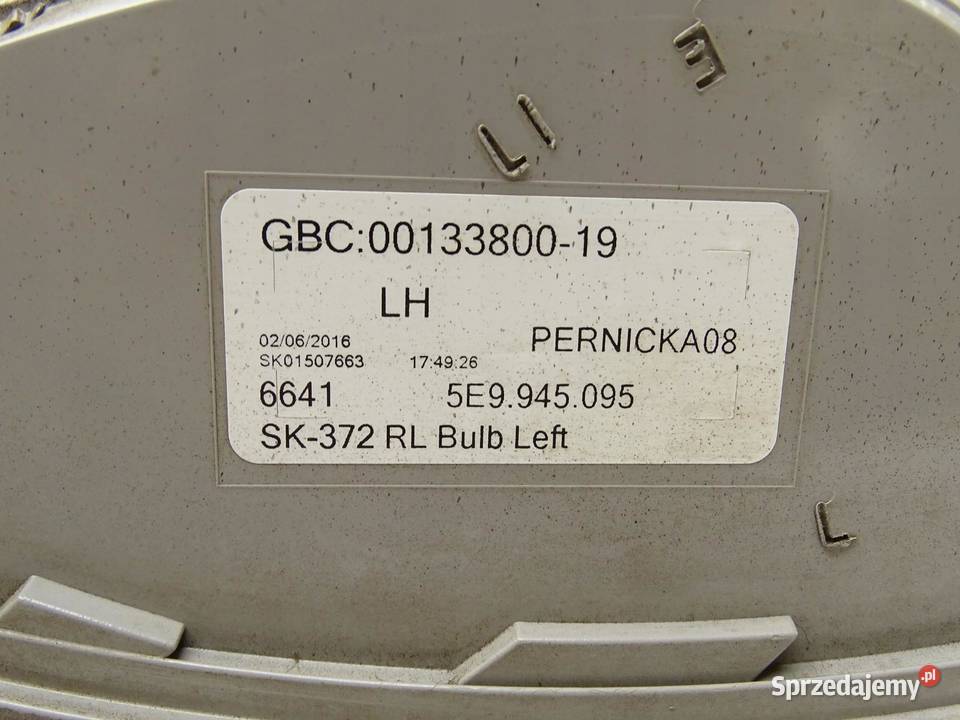 E
LI
GBC:00133800-19
LH
02/06/2016
PERNICKA08
SK01507663 17:49:26
6641 5E9.945.095
SK-372 RL Bulb Left
L
Sprzedajemy.pl